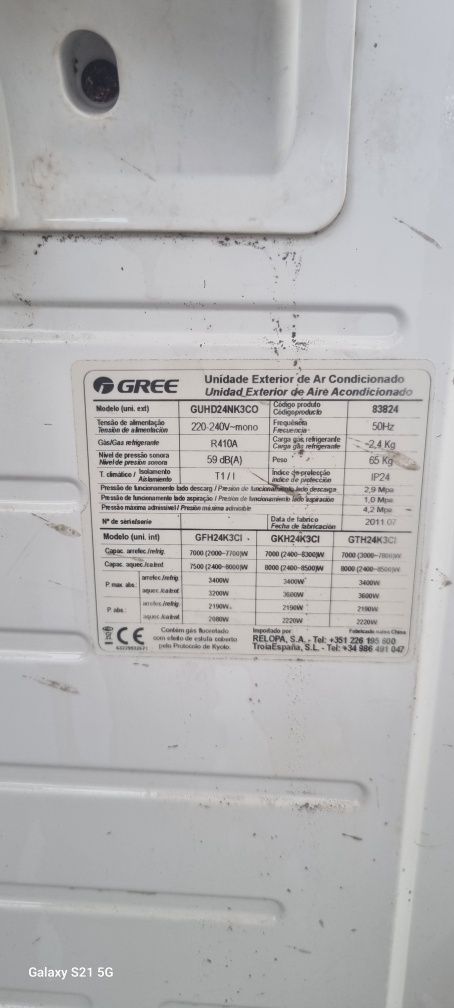 GREE
Unidade Exterior de Ar Condicionado
Unidad Exterior de Aire Acondicionado
Modelo (uni. ext) GUHD24NK3CO Código produto 83824
Código producto
Tensão de alimentação 220-240V~mono Frequência 50Hz
Tensión de alimentación Frecuencia
Gás/Gas refrigerante R410A Carga gás refrigerante 2,4 Kg
Carga gas refrigerante
Nível de pressão sonora 59 dB(A) Peso 65 Kg
Nivel de presión sonora
T. climático / Isolamento T1 / I Índice de protecção IP24
Aislamiento Índice de protección
Pressão de funcionamento lado descarg / Presión de funcionamiento lado descarga 2,9 Mpa
Pressão de funcionamento lado aspiração / Presión de funcionamiento lado aspiración 1,0 Mpa
Pressão máxima admissível / Presión máxima admisible 4,2 Mpa
Nº de série/serie Data de fabrico 2011.07
Fecha de fabricación
Modelo (uni. int) GFH24K3CI GKH24K3CI GTH24K3CI
Capac. arrefec./refrig. 7000 (2000~7700)W 7000 (2400~8300)W 7000
Capac. aquec./calref. 7500 (2400~8000)W 8000 (2400~8500)W 8000 (2400~8500)W
P. max. abs: arrefec./refrig. 3400W 3400W 3400W
aquec./calref. 3200W 3600W 3600W
P. abs: arrefec./refrig. 2190W 2190W 2190W
aquec./calref. 2080W 2220W 2220W
CE
Contém gás fluoretado
com efeito de estufa coberto
pelo Protocolo de Kyoto.
Importado por Fabricado na/en China
RELOPA, S.A. - Tel: +351 226 195 600
TroiaEspaña, S.L. - Tel: +34 986 491 047
Galaxy S21 5G